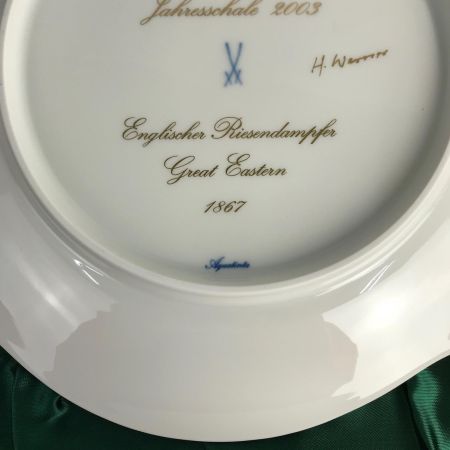 Jahresschale 2003
H. Werner
Englischer Riesendampfer
Great Eastern
1867
Aquatinta